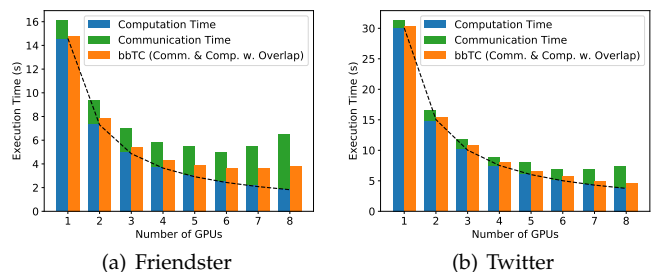 Computation Time
Communication Time
bbTC (Comm. & Comp. w. Overlap)
Execution Time (s)
16
14
12
10
8
6
4
2
0
1 2 3 4 5 6 7 8
Number of GPUs
(a) Friendster
Computation Time
Communication Time
bbTC (Comm. & Comp. w. Overlap)
Execution Time (s)
30
25
20
15
10
5
0
1 2 3 4 5 6 7 8
Number of GPUs
(b) Twitter